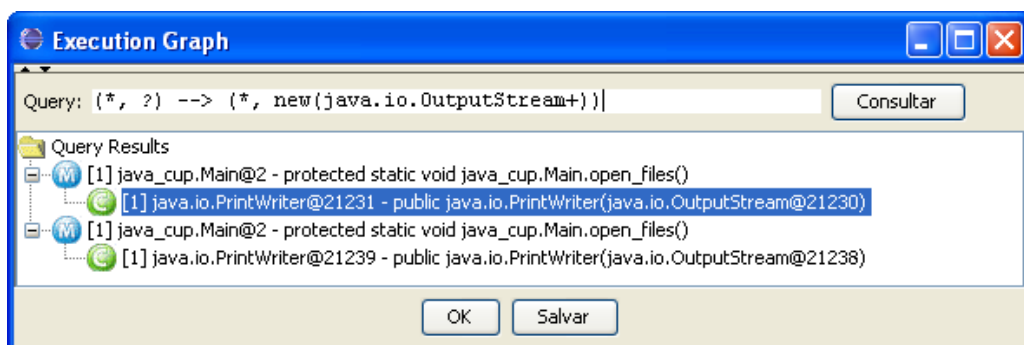 Execution Graph
Query: (*, ?) --> (*, new(java.io.OutputStream+)) Consultar
Query Results
M [1] java_cup.Main@2 - protected static void java_cup.Main.open_files()
C [1] java.io.PrintWriter@21231 - public java.io.PrintWriter(java.io.OutputStream@21230)
M [1] java_cup.Main@2 - protected static void java_cup.Main.open_files()
C [1] java.io.PrintWriter@21239 - public java.io.PrintWriter(java.io.OutputStream@21238)
OK Salvar